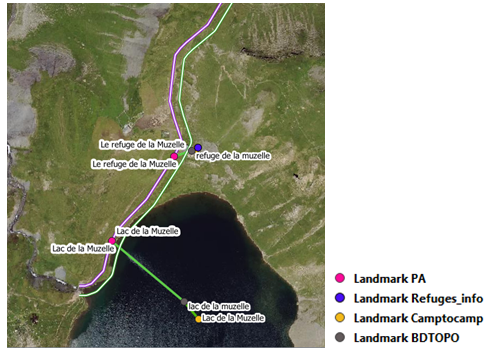 Le refuge de la Muzelle
refuge de la muzelle
Le refuge de la Muzelle
Lac de la Muzelle
Lac de la Muzelle
lac de la muzelle
Lac de la Muzelle
Landmark PA
Landmark Refuges_info
Landmark Camptocamp
Landmark BDTOPO